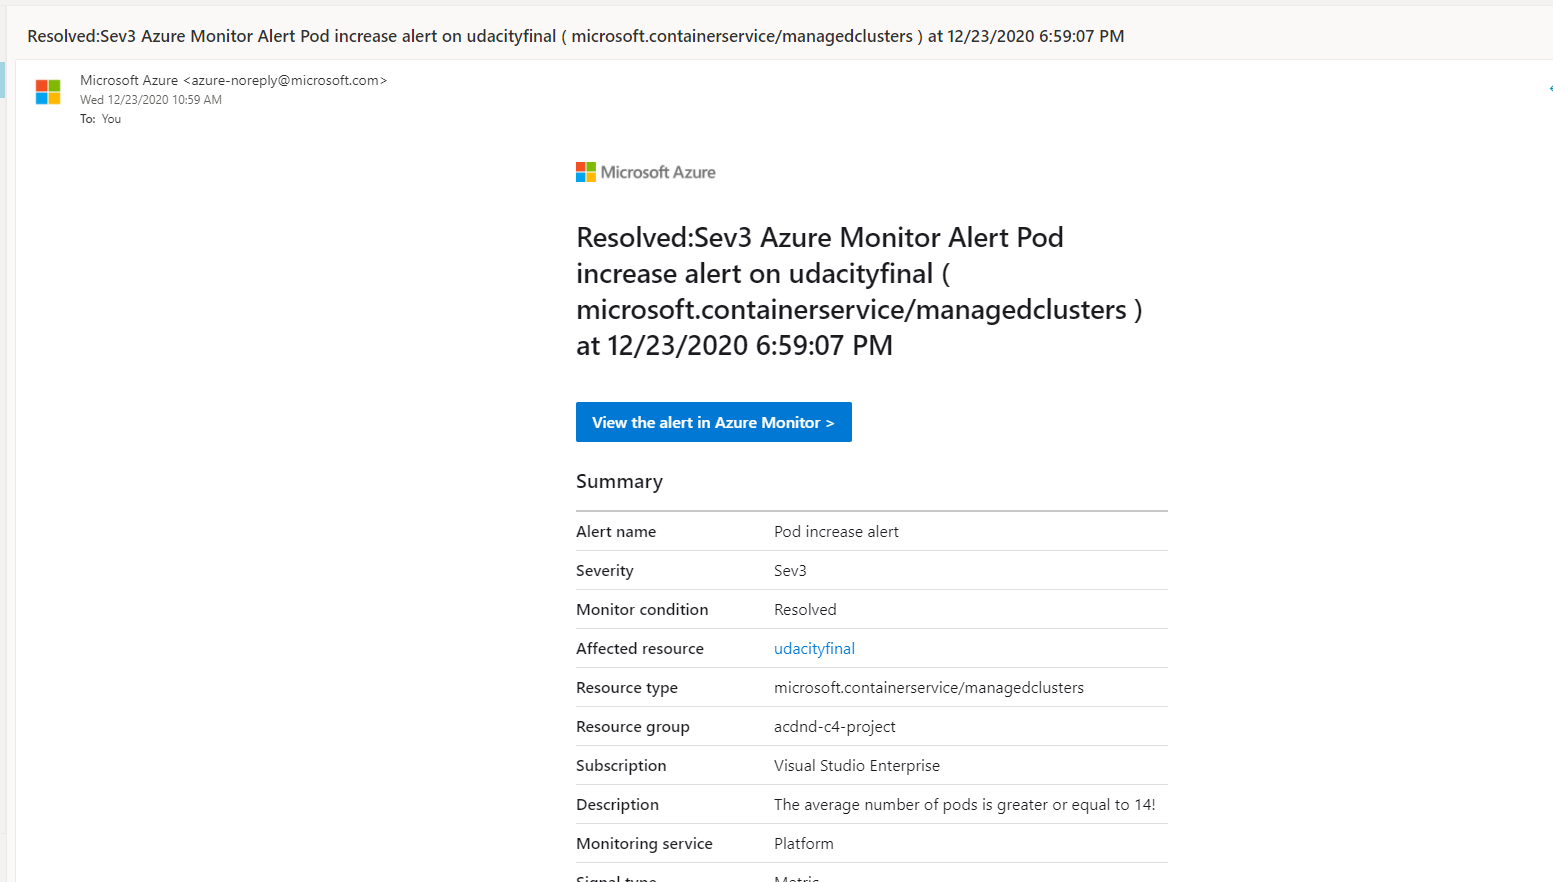 Resolved:Sev3 Azure Monitor Alert Pod increase alert on udacityfinal ( microsoft.containerservice/managedclusters ) at 12/23/2020 6:59:07 PM
Microsoft Azure <azure-noreply@microsoft.com>
Wed 12/23/2020 10:59 AM
To: You
Microsoft Azure
Resolved:Sev3 Azure Monitor Alert Pod
increase alert on udacityfinal (
microsoft.containerservice/managedclusters )
at 12/23/2020 6:59:07 PM
View the alert in Azure Monitor >
Summary
Alert name Pod increase alert
Severity Sev3
Monitor condition Resolved
Affected resource udacityfinal
Resource type microsoft.containerservice/managedclusters
Resource group acdnd-c4-project
Subscription Visual Studio Enterprise
Description The average number of pods is greater or equal to 14!
Monitoring service Platform
Signal type Metric